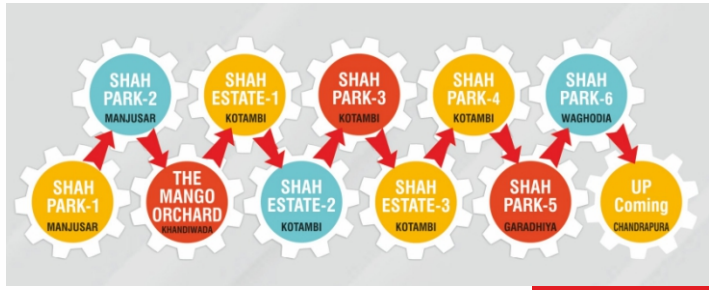 SHAH
PARK-1
MANJUSAR
SHAH
PARK-2
MANJUSAR
THE
MANGO
ORCHARD
KHANDIWADA
SHAH
ESTATE-1
KOTAMBI
SHAH
ESTATE-2
KOTAMBI
SHAH
PARK-3
KOTAMBI
SHAH
ESTATE-3
KOTAMBI
SHAH
PARK-4
KOTAMBI
SHAH
PARK-5
GARADHIYA
SHAH
PARK-6
WAGHODIA
UP
Coming
CHANDRAPURA